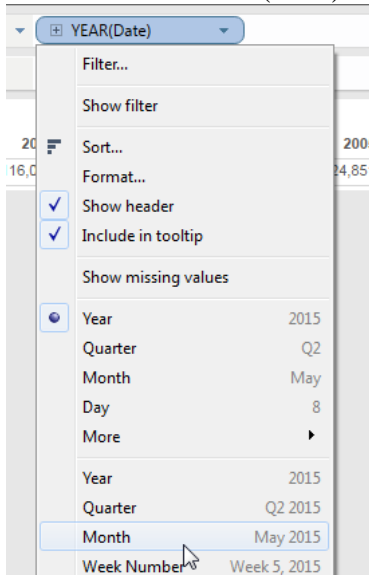 YEAR(Date)
Filter...
Show filter
Sort...
Format...
Show header
Include in tooltip
Show missing values
Year 2015
Quarter Q2
Month May
Day 8
More
Year 2015
Quarter Q2 2015
Month May 2015
Week Number Week 5, 2015